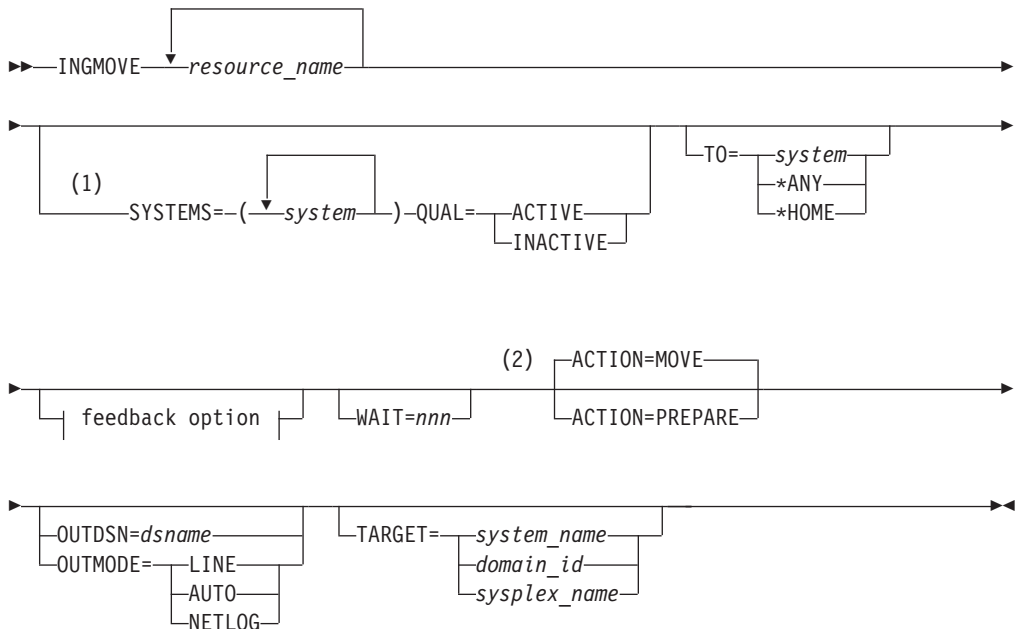 INGMOVE resource_name
TO= system
*ANY
*HOME
(1)
SYSTEMS= ( system ) QUAL= ACTIVE
INACTIVE
(2) ACTION=MOVE
feedback option WAIT=nnn ACTION=PREPARE
OUTDSN=dsname TARGET= system_name
OUTMODE= LINE domain_id
AUTO sysplex_name
NETLOG